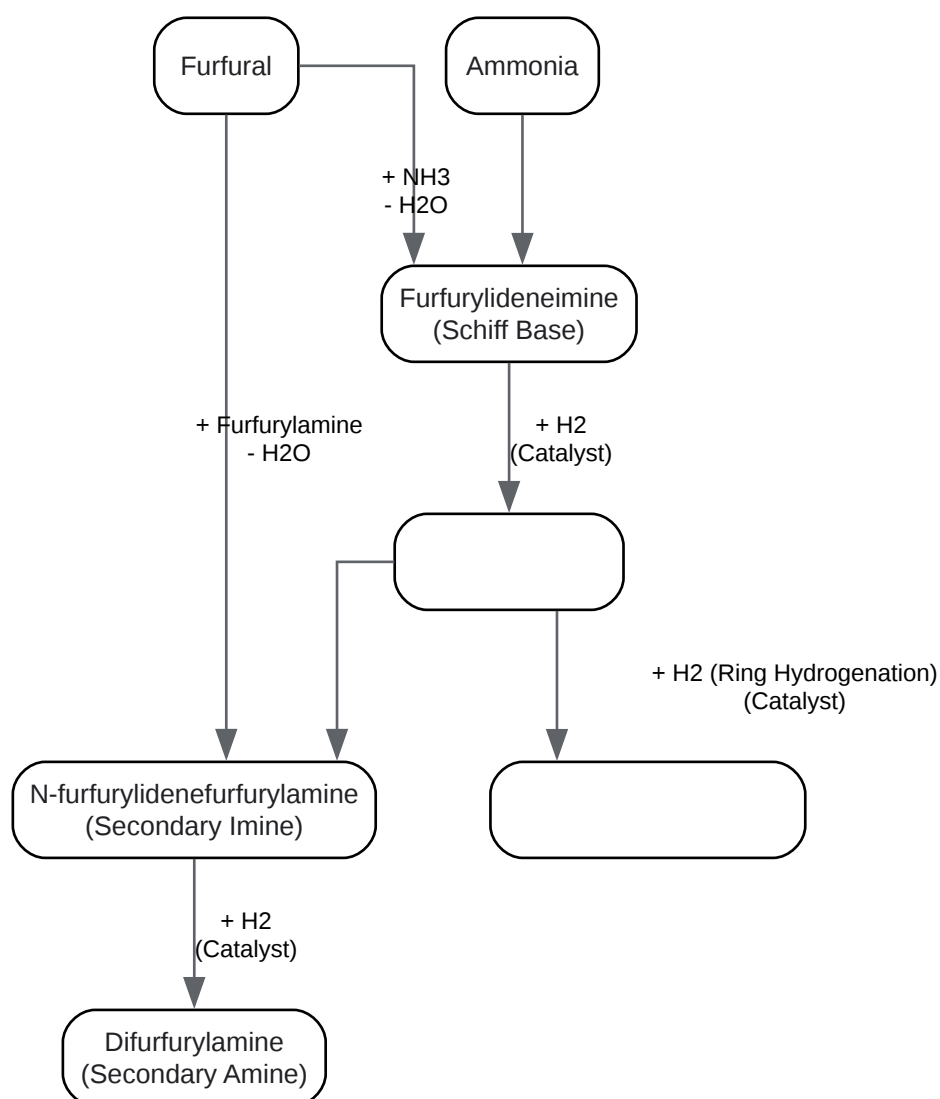 Furfural
Ammonia
+ NH3
- H2O
Furfurylideneimine
(Schiff Base)
+ Furfurylamine
- H2O
+ H2
(Catalyst)
+ H2 (Ring Hydrogenation)
(Catalyst)
N-furfurylidenefurfurylamine
(Secondary Imine)
+ H2
(Catalyst)
Difurfurylamine
(Secondary Amine)